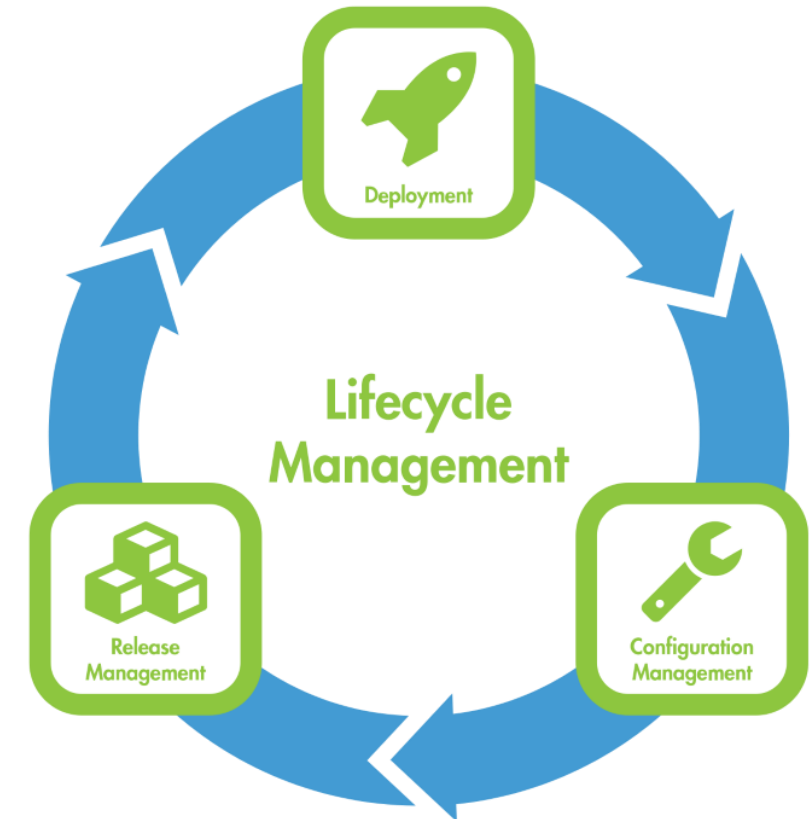 Deployment
Lifecycle
Management
Release
Management
Configuration
Management